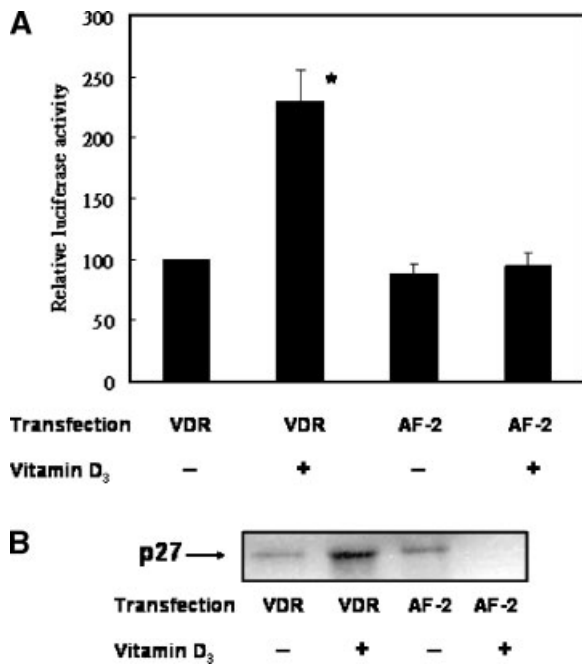 A
Relative luciferase activity
300
250
200
150
100
50
0
*
Transfection VDR VDR AF-2 AF-2
Vitamin D₃ – + – +
B
p27
Transfection VDR VDR AF-2 AF-2
Vitamin D₃ – + – +